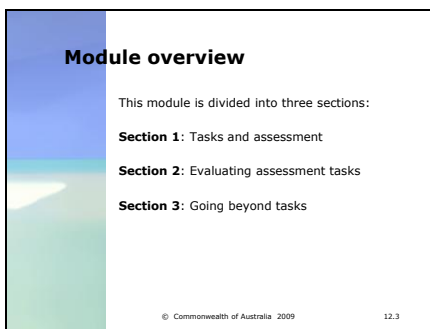 Module overview
This module is divided into three sections:
Section 1: Tasks and assessment
Section 2: Evaluating assessment tasks
Section 3: Going beyond tasks
© Commonwealth of Australia 2009 12.3